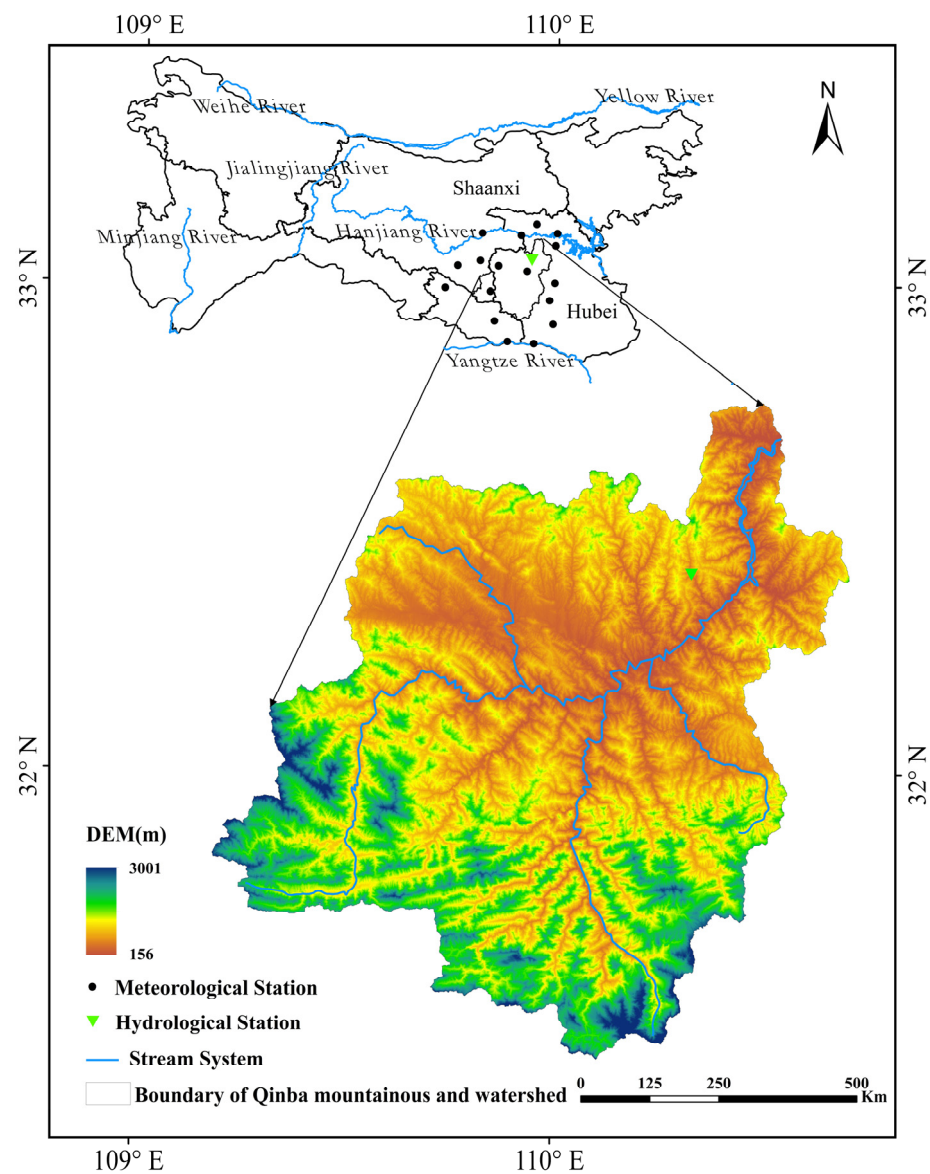 109° E
110° E
N
Weihe River
Yellow River
Jialingjiang River
Shaanxi
Minjiang River
Hanjiang River
33° N
33° N
Hubei
Yangtze River
32° N
32° N
DEM(m)
3001
156
Meteorological Station
Hydrological Station
Stream System
Boundary of Qinba mountainous and watershed
0 125 250 500
Km
109° E
110° E